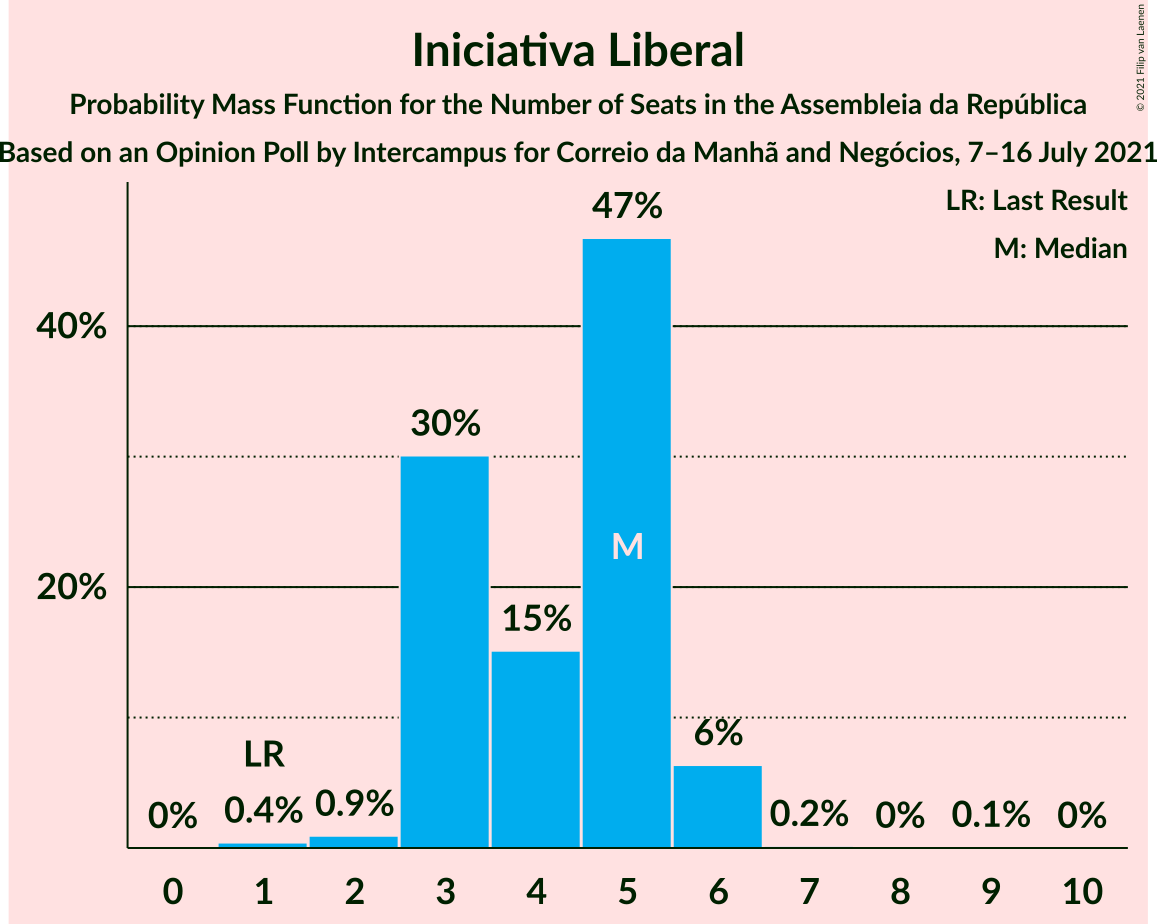 Iniciativa Liberal
Probability Mass Function for the Number of Seats in the Assembleia da República
Based on an Opinion Poll by Intercampus for Correio da Manhã and Negócios, 7–16 July 2021
© 2021 Filip van Laenen
LR: Last Result
M: Median
47%
40%
30%
M
20%
15%
6%
LR
0% 0.4% 0.9% 0.2% 0% 0.1% 0%
0 1 2 3 4 5 6 7 8 9 10